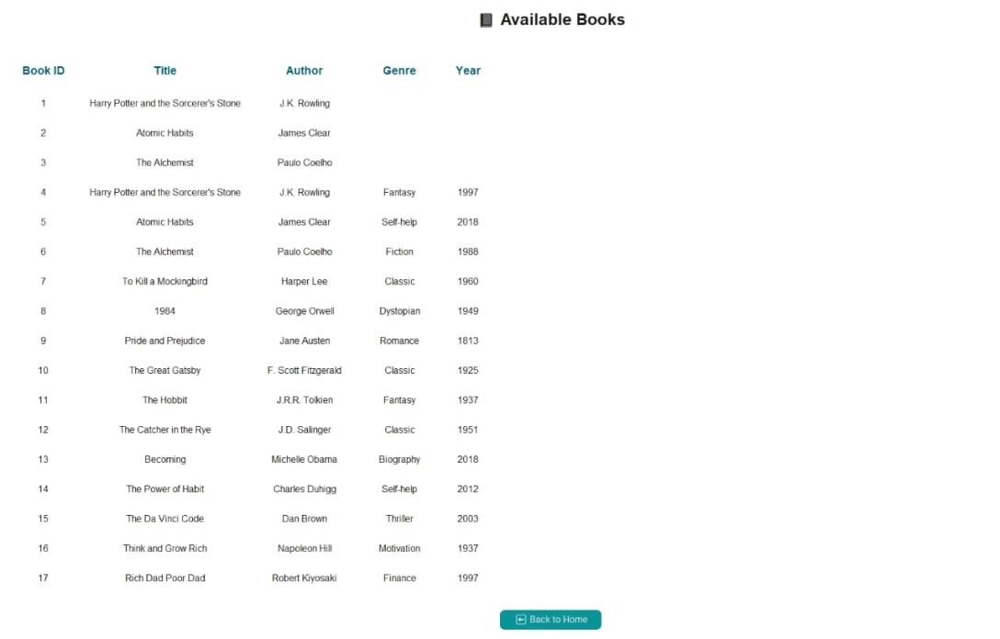 Available Books
Book ID Title Author Genre Year
1 Harry Potter and the Sorcerer's Stone J.K. Rowling
2 Atomic Habits James Clear
3 The Alchemist Paulo Coelho
4 Harry Potter and the Sorcerer's Stone J.K. Rowling Fantasy 1997
5 Atomic Habits James Clear Self-help 2018
6 The Alchemist Paulo Coelho Fiction 1988
7 To Kill a Mockingbird Harper Lee Classic 1960
8 1984 George Orwell Dystopian 1949
9 Pride and Prejudice Jane Austen Romance 1813
10 The Great Gatsby F. Scott Fitzgerald Classic 1925
11 The Hobbit J.R.R. Tolkien Fantasy 1937
12 The Catcher in the Rye J.D. Salinger Classic 1951
13 Becoming Michelle Obama Biography 2018
14 The Power of Habit Charles Duhigg Self-help 2012
15 The Da Vinci Code Dan Brown Thriller 2003
16 Think and Grow Rich Napoleon Hill Motivation 1937
17 Rich Dad Poor Dad Robert Kiyosaki Finance 1997
Back to Home